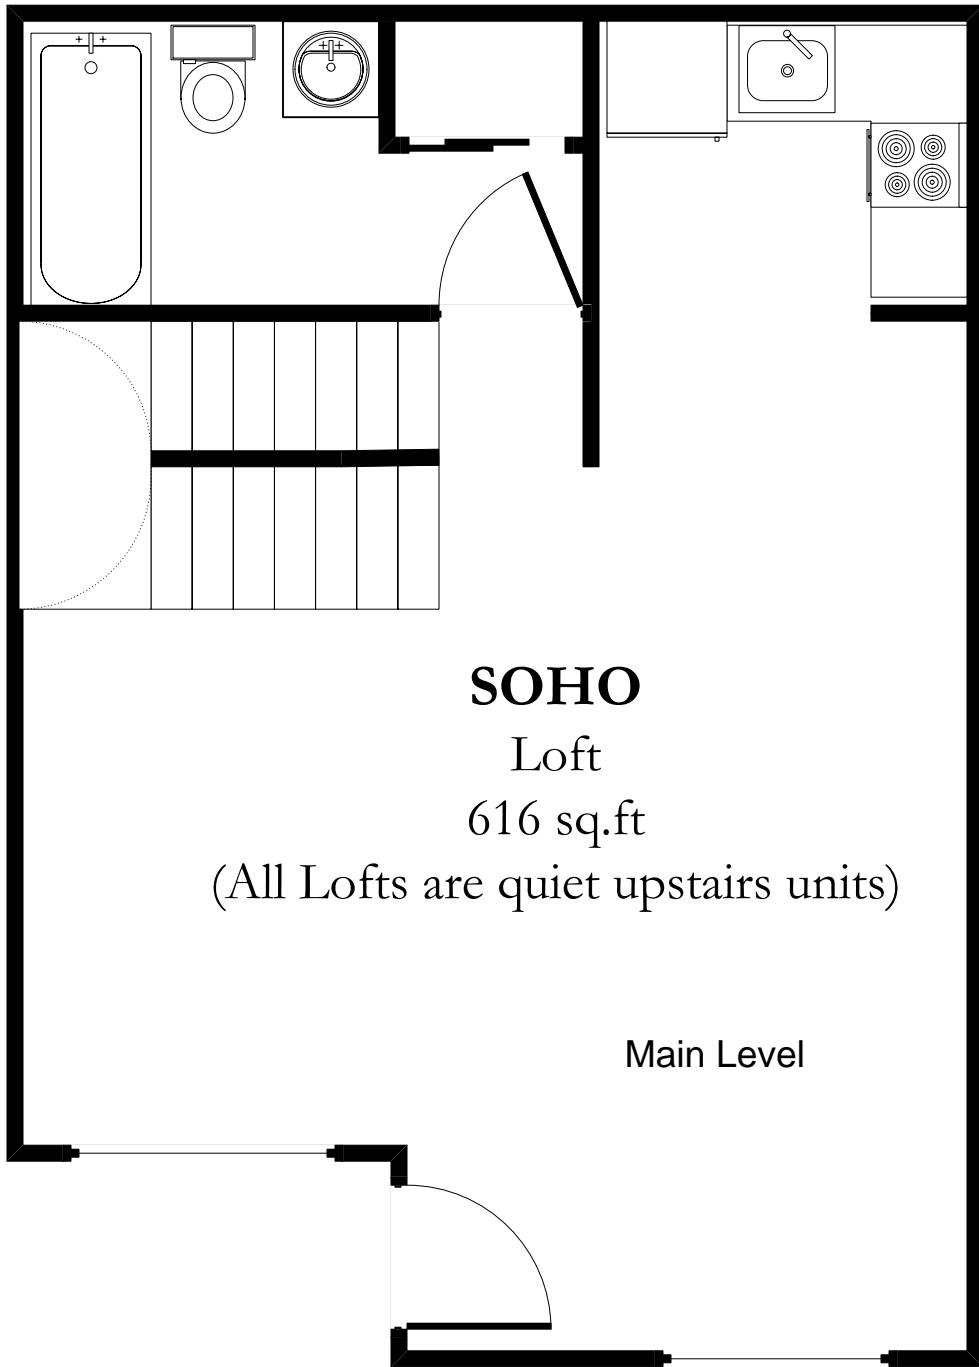 SOHO
Loft
616 sq.ft
(All Lofts are quiet upstairs units)
Main Level